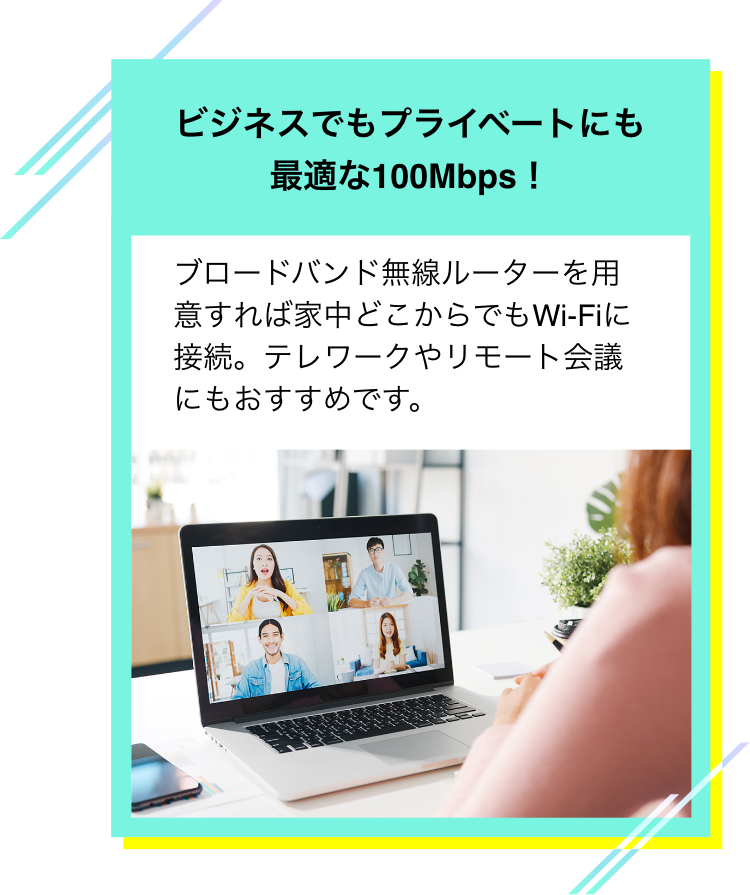 ビジネスでもプライベートにも
最適な100Mbps！
ブロードバンド無線ルーターを用
意すれば家中どこからでもWi-Fiに
接続。テレワークやリモート会議
にもおすすめです。